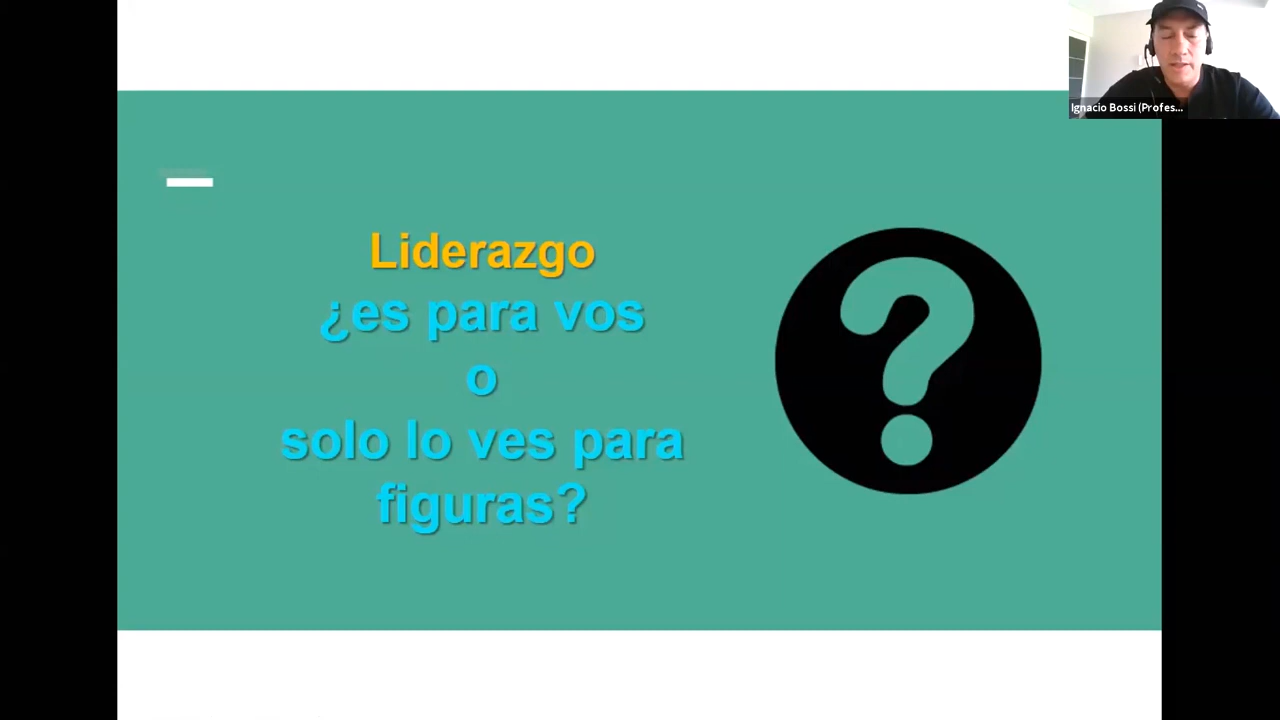 Ignacio Bossi (Profes...
Liderazgo
¿es para vos
o
solo lo ves para
figuras?